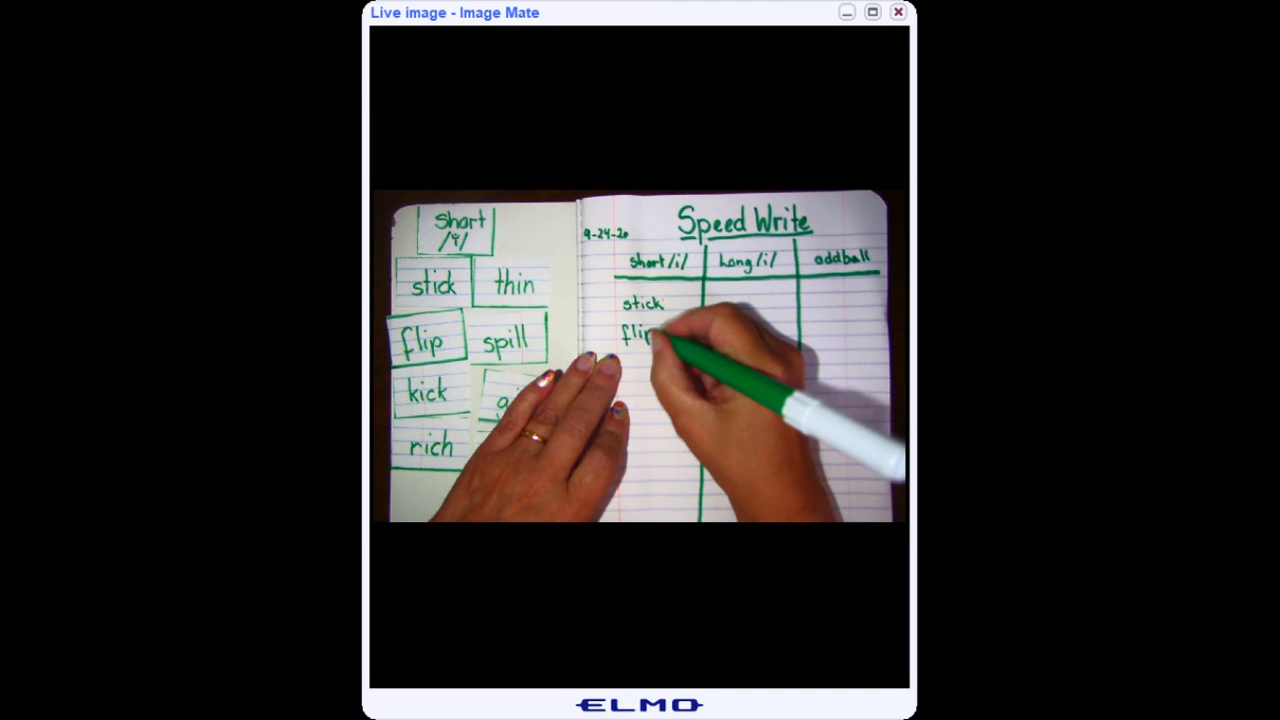 Live image - Image Mate
Short
/ĭ/
stick
thin
flip
spill
kick
rich
Speed Write
9-24-20
short /i/
long /i/
oddball
stick
flip
ELMO